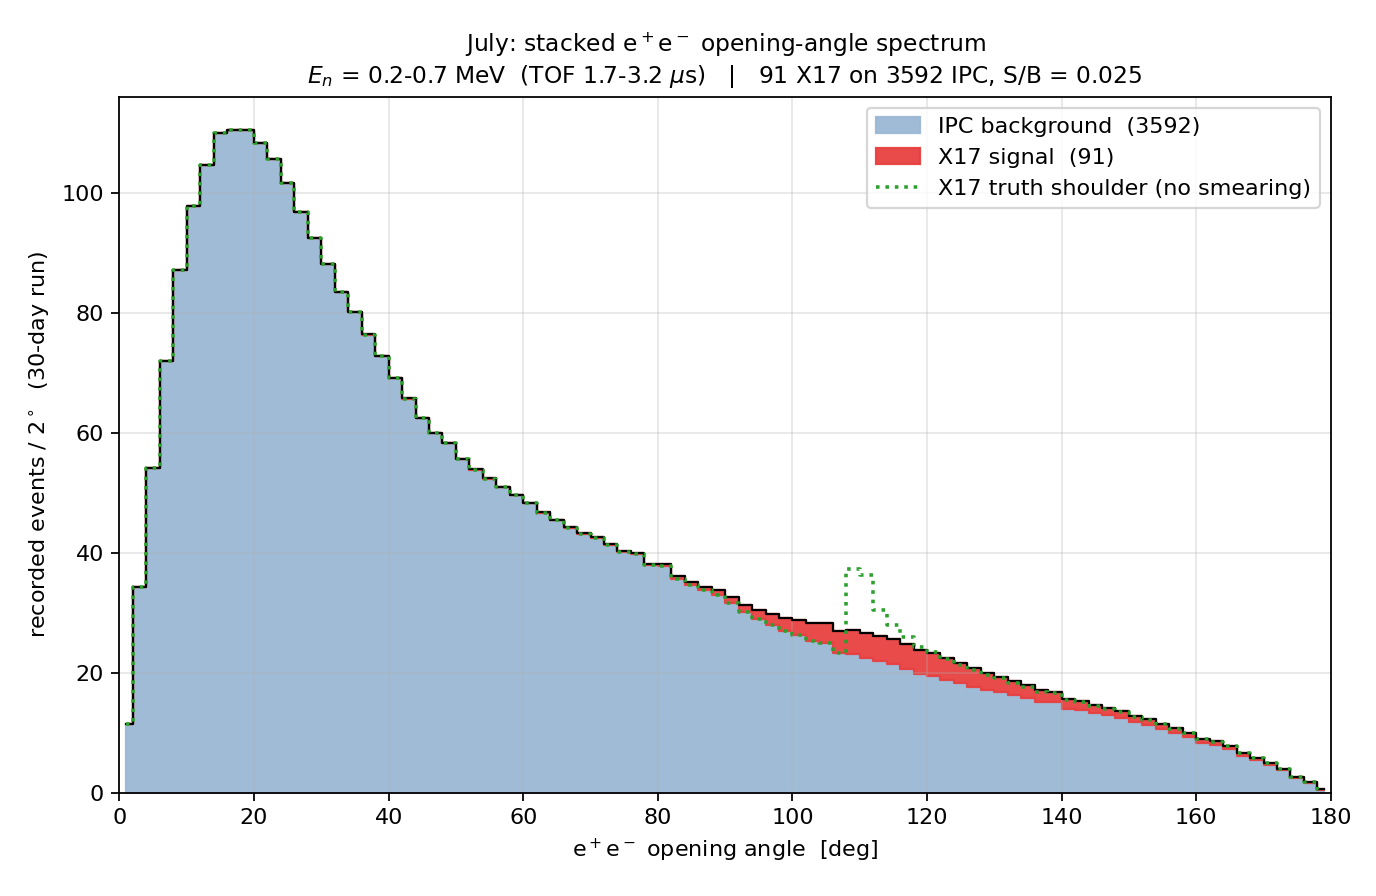 July: stacked e⁺e⁻ opening-angle spectrum
Eₙ = 0.2-0.7 MeV (TOF 1.7-3.2 μs) | 91 X17 on 3592 IPC, S/B = 0.025
IPC background (3592)
X17 signal (91)
X17 truth shoulder (no smearing)
recorded events / 2° (30-day run)
100
80
60
40
20
0
0 20 40 60 80 100 120 140 160 180
e⁺e⁻ opening angle [deg]